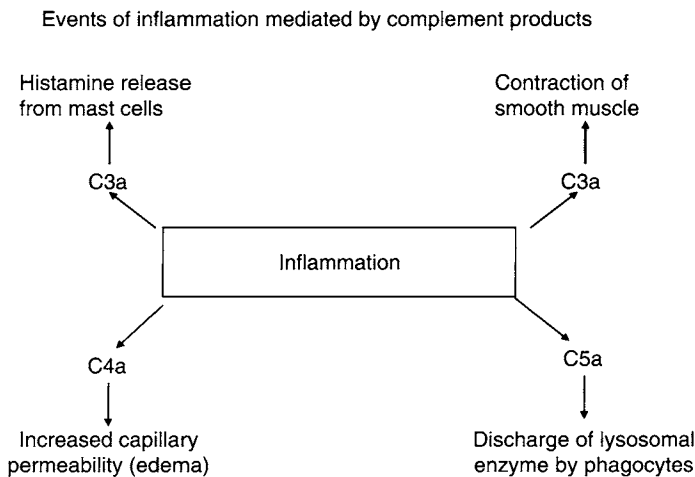 Events of inflammation mediated by complement products
Histamine release
from mast cells
Contraction of
smooth muscle
C3a
C3a
Inflammation
C4a
C5a
Increased capillary
permeability (edema)
Discharge of lysosomal
enzyme by phagocytes